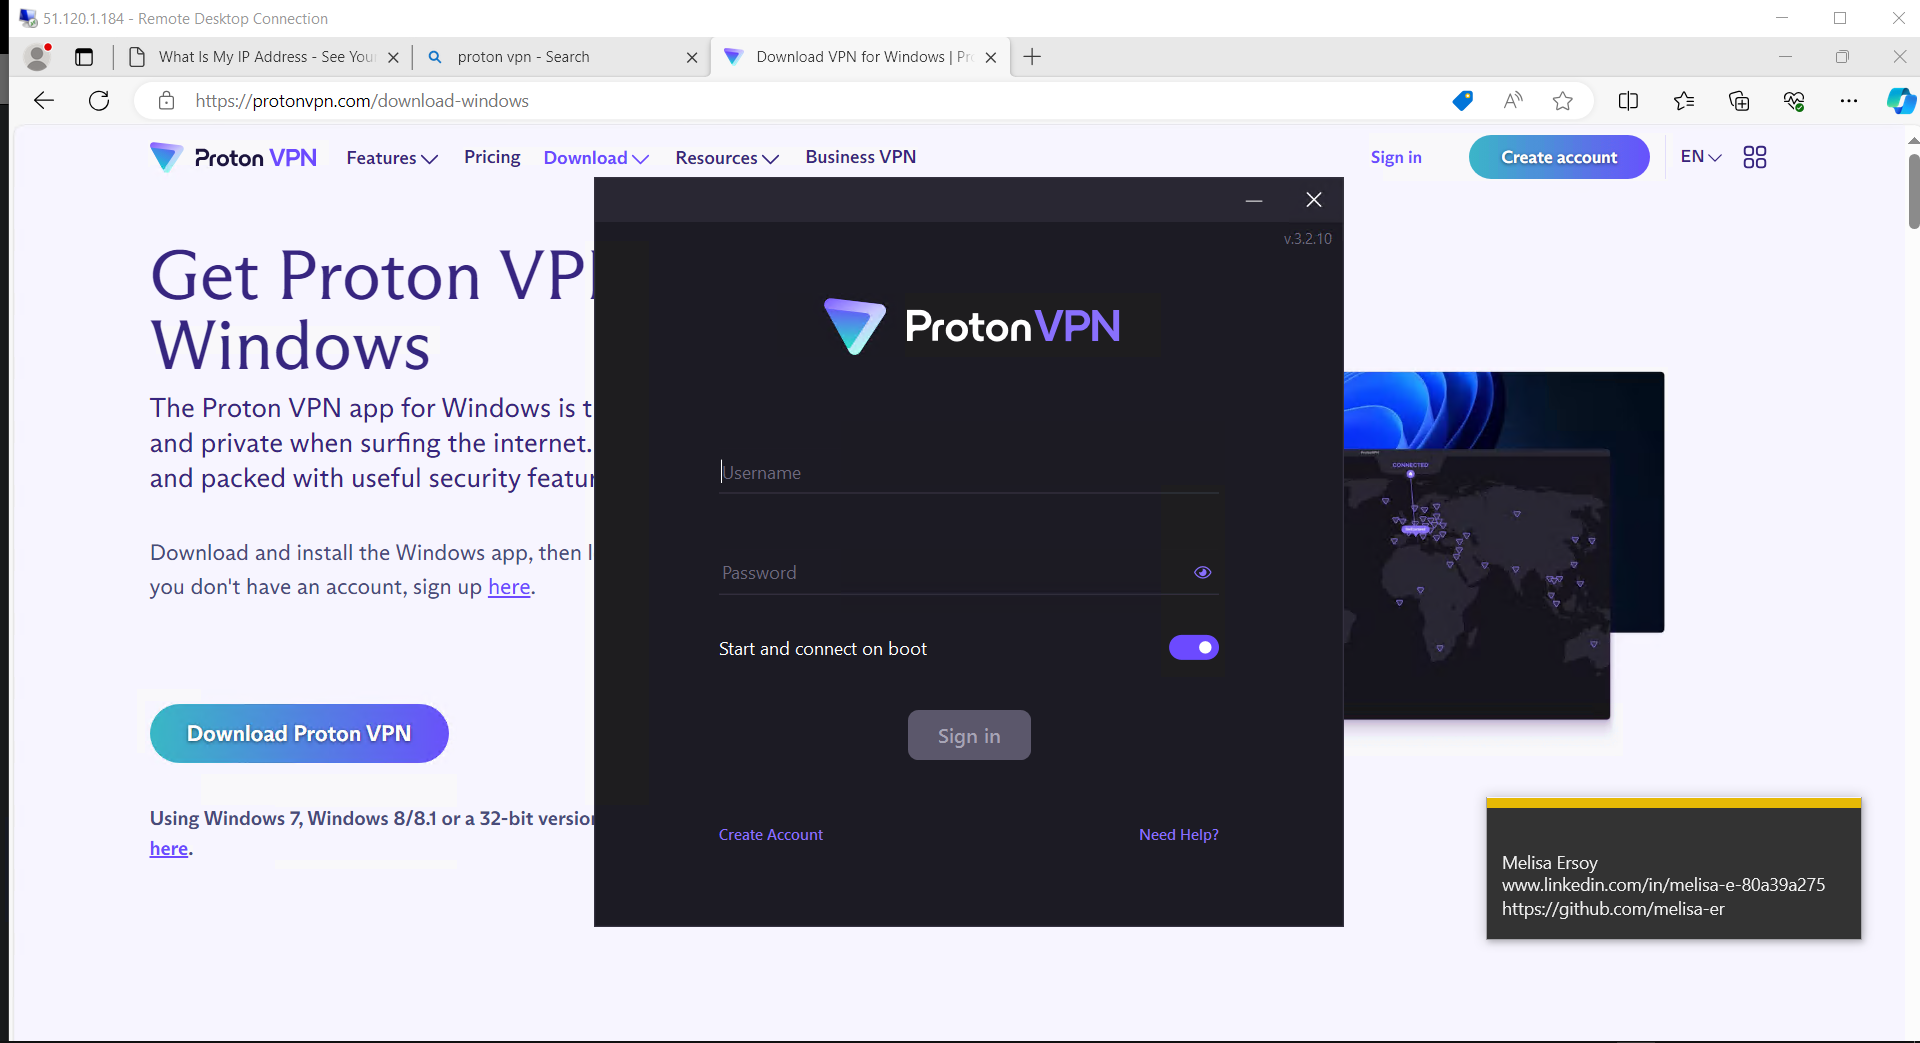 51.120.1.184 - Remote Desktop Connection
What Is My IP Address - See You
proton vpn - Search
Download VPN for Windows | Pr
https://protonvpn.com/download-windows
Proton VPN
Features
Pricing
Download
Resources
Business VPN
Sign in
Create account
EN
Get Proton VP
Windows
The Proton VPN app for Windows is t
and private when surfing the internet.
and packed with useful security featur
Download and install the Windows app, then l
you don't have an account, sign up here.
Download Proton VPN
Using Windows 7, Windows 8/8.1 or a 32-bit version
here.
v.3.2.10
ProtonVPN
Username
Password
Start and connect on boot
Sign in
Create Account
Need Help?
CONNECTED
Melisa Ersoy
www.linkedin.com/in/melisa-e-80a39a275
https://github.com/melisa-er